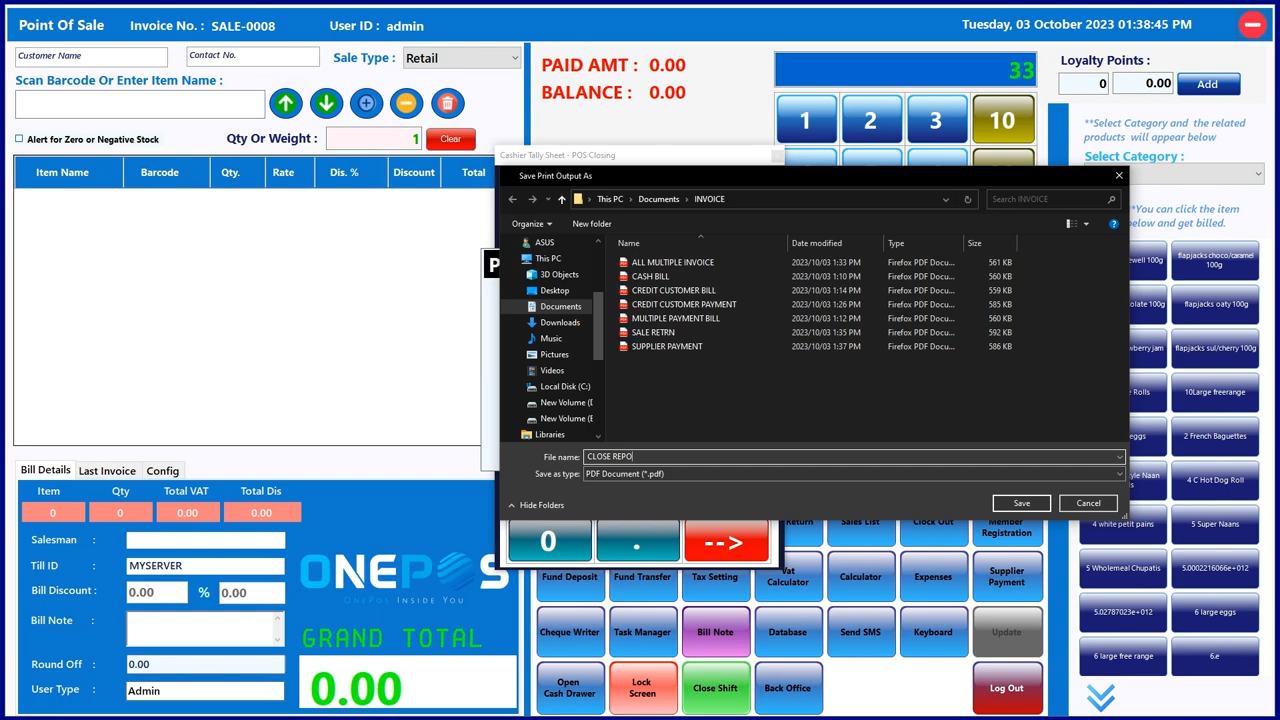 Point Of Sale
Invoice No. : SALE-0008
User ID : admin
Tuesday, 03 October 2023 01:38:45 PM
Customer Name
Contact No.
Sale Type :
Retail
Scan Barcode Or Enter Item Name :
Alert for Zero or Negative Stock
Qty Or Weight :
1
Clear
Item Name
Barcode
Qty.
Rate
Dis. %
Discount
Total
PAID AMT : 0.00
BALANCE : 0.00
33
1
2
3
10
Loyalty Points :
0
0.00
Add
**Select Category and the related
products will appear below
Select Category :
*You can click the item
below and get billed.
Cashier Tally Sheet - POS Closing
Save Print Output As
This PC
Documents
INVOICE
Search INVOICE
Organize
New folder
Name
Date modified
Type
Size
ASUS
This PC
3D Objects
Desktop
Documents
Downloads
Music
Pictures
Videos
Local Disk (C:)
New Volume (D
New Volume (E
Libraries
ALL MULTIPLE INVOICE 2023/10/03 1:33 PM Firefox PDF Docu... 561 KB
CASH BILL 2023/10/03 1:10 PM Firefox PDF Docu... 560 KB
CREDIT CUSTOMER BILL 2023/10/03 1:14 PM Firefox PDF Docu... 559 KB
CREDIT CUSTOMER PAYMENT 2023/10/03 1:26 PM Firefox PDF Docu... 585 KB
MULTIPLE PAYMENT BILL 2023/10/03 1:12 PM Firefox PDF Docu... 560 KB
SALE RETRN 2023/10/03 1:35 PM Firefox PDF Docu... 592 KB
SUPPLIER PAYMENT 2023/10/03 1:37 PM Firefox PDF Docu... 586 KB
File name: CLOSE REPO
Save as type: PDF Document (*.pdf)
Hide Folders
Save
Cancel
P
ewell 100g
flapjacks choco/caramel 100g
olate 100g
flapjacks oaty 100g
wberry jam
flapjacks sul/cherry 100g
Rolls
10Large freerange
eggs
2 French Baguettes
tyle Naan
4 C Hot Dog Roll
4 white petit pains
5 Super Naans
5 Wholemeal Chupatis
5.0002216066e+012
5.02787023e+012
6 large eggs
6 large free range
6.e
Bill Details
Last Invoice
Config
Item
Qty
Total VAT
Total Dis
0
0
0.00
0.00
Salesman :
Till ID :
MYSERVER
Bill Discount :
0.00
%
0.00
Bill Note :
Round Off :
0.00
User Type :
Admin
ONEPOS
OnePos Inside You
GRAND TOTAL
0.00
0
.
-->
Return
Sales List
Clock Out
Member Registration
Fund Deposit
Fund Transfer
Tax Setting
Vat Calculator
Calculator
Expenses
Supplier Payment
Cheque Writer
Task Manager
Bill Note
Database
Send SMS
Keyboard
Update
Open Cash Drawer
Lock Screen
Close Shift
Back Office
Log Out